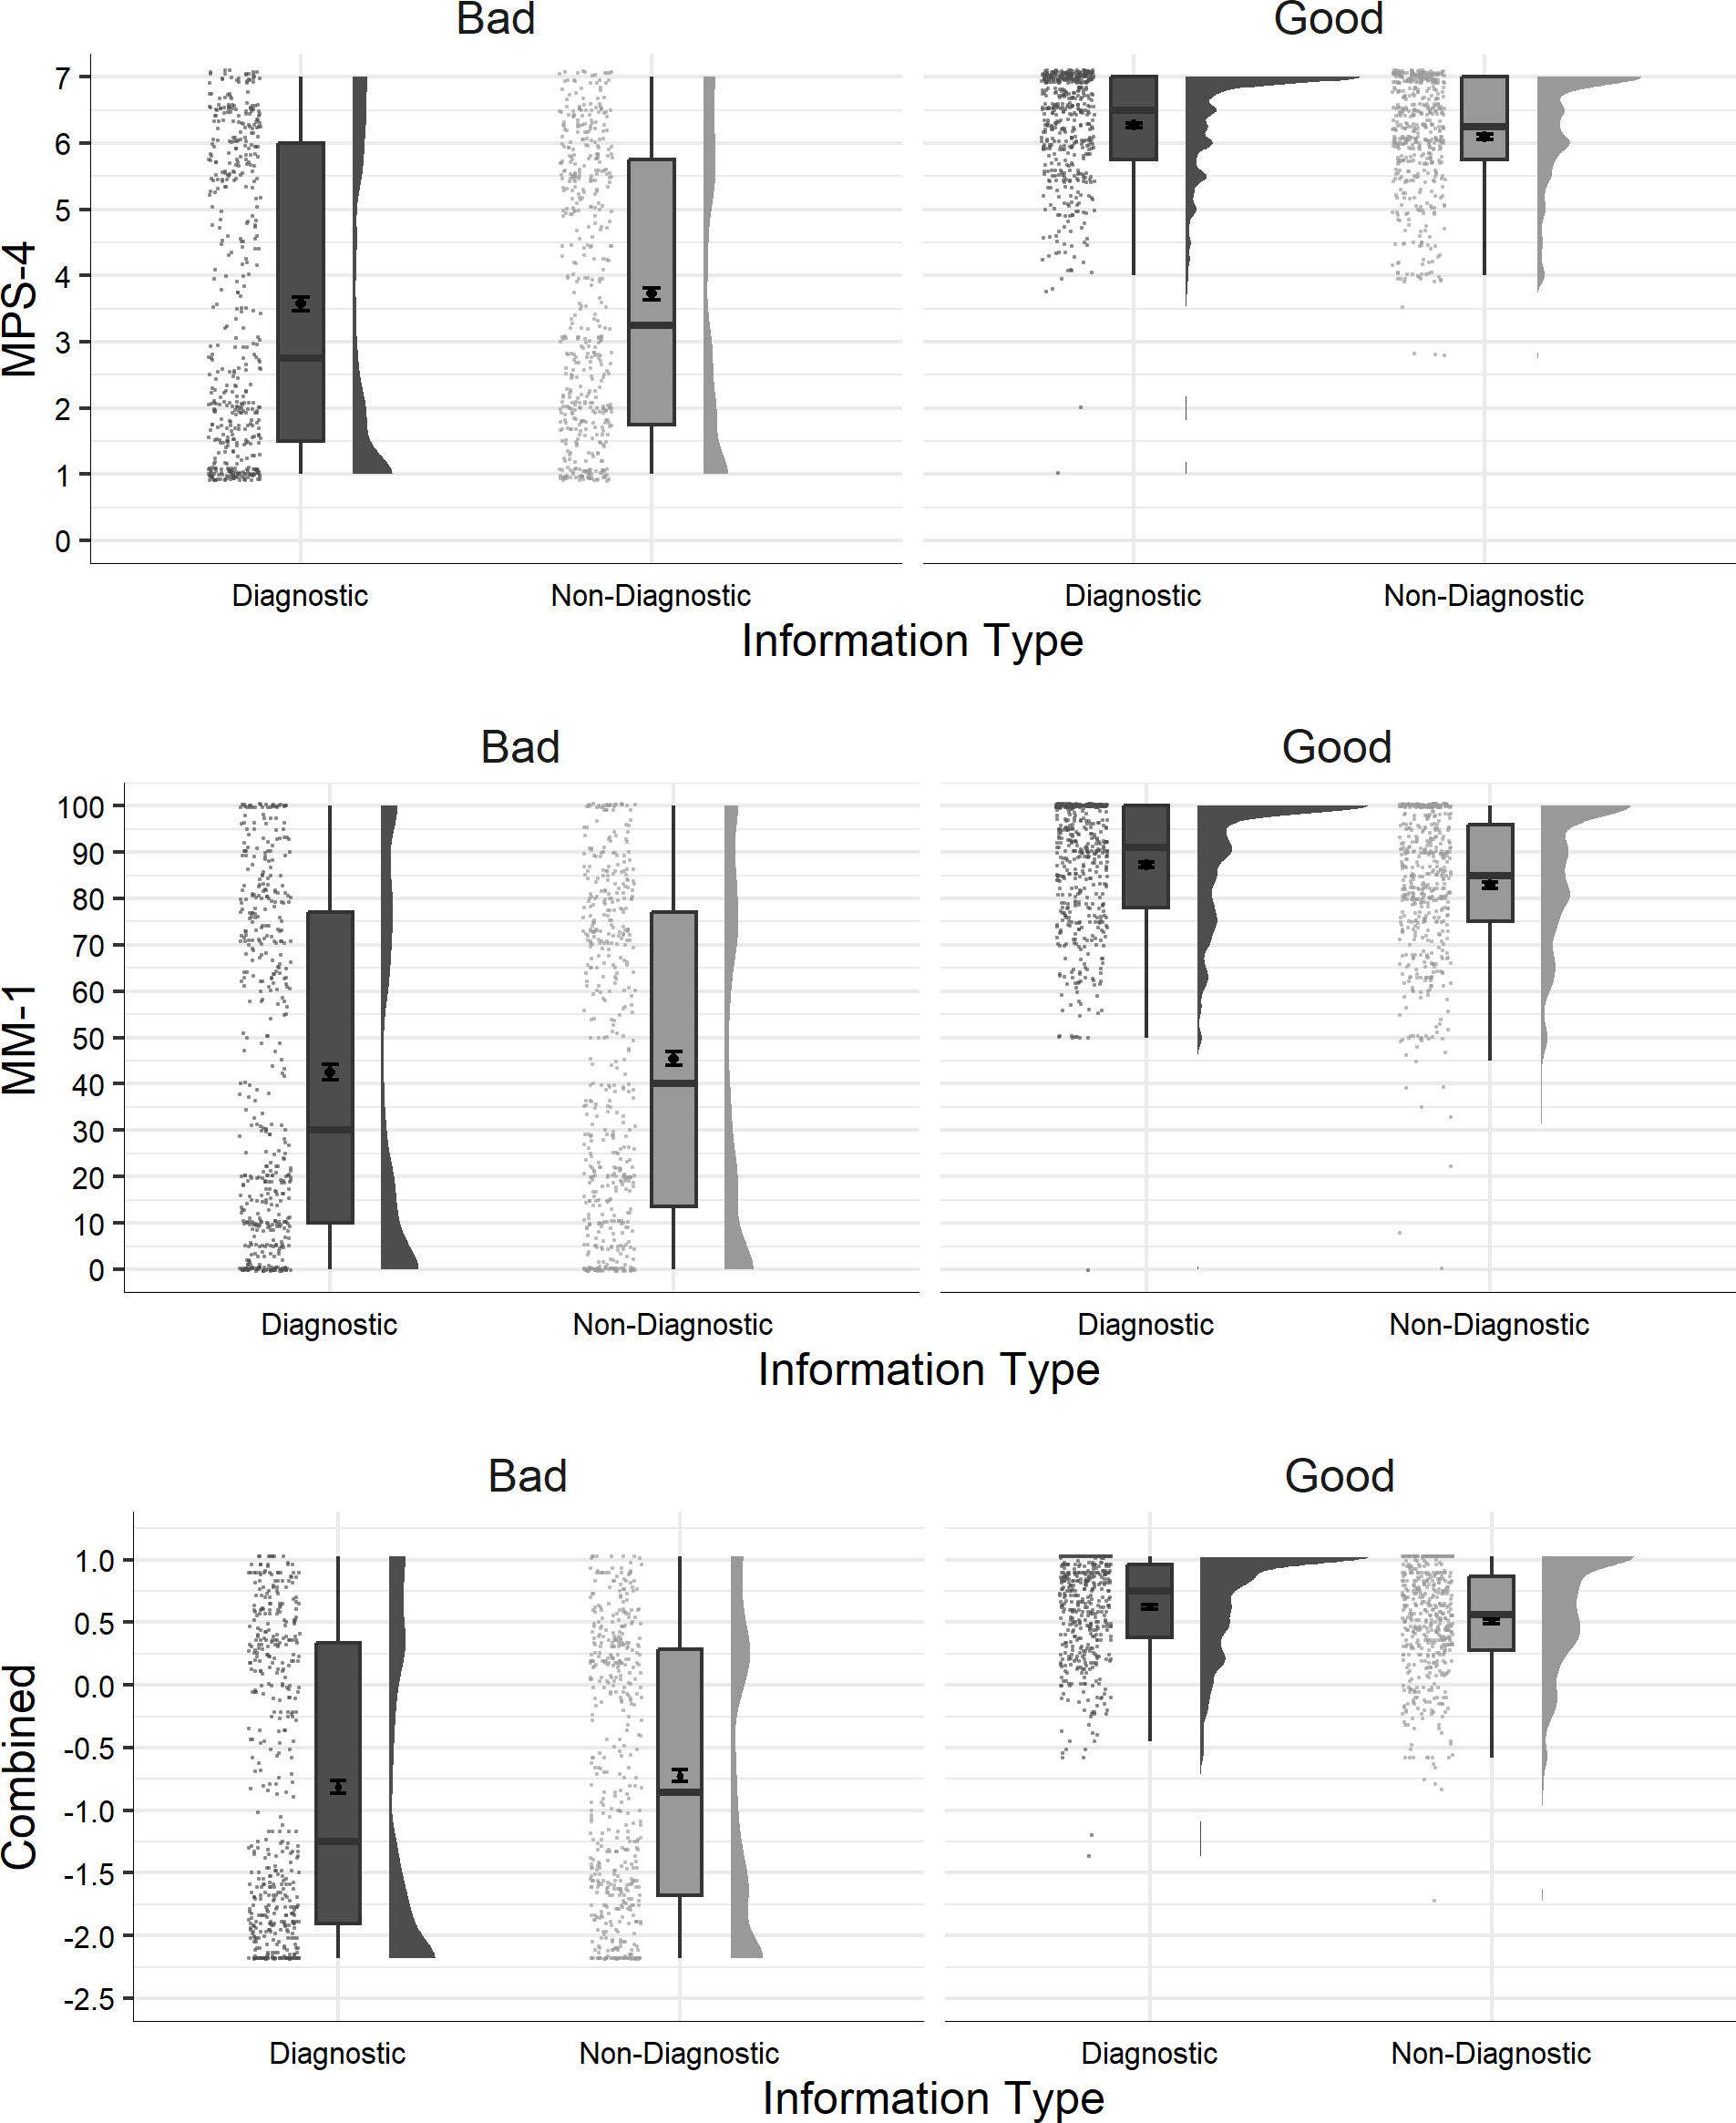 Bad Good
MPS-4
7
6
5
4
3
2
1
0
Diagnostic Non-Diagnostic Diagnostic Non-Diagnostic
Information Type
Bad Good
MM-1
100
90
80
70
60
50
40
30
20
10
0
Diagnostic Non-Diagnostic Diagnostic Non-Diagnostic
Information Type
Bad Good
Combined
1.0
0.5
0.0
-0.5
-1.0
-1.5
-2.0
-2.5
Diagnostic Non-Diagnostic Diagnostic Non-Diagnostic
Information Type